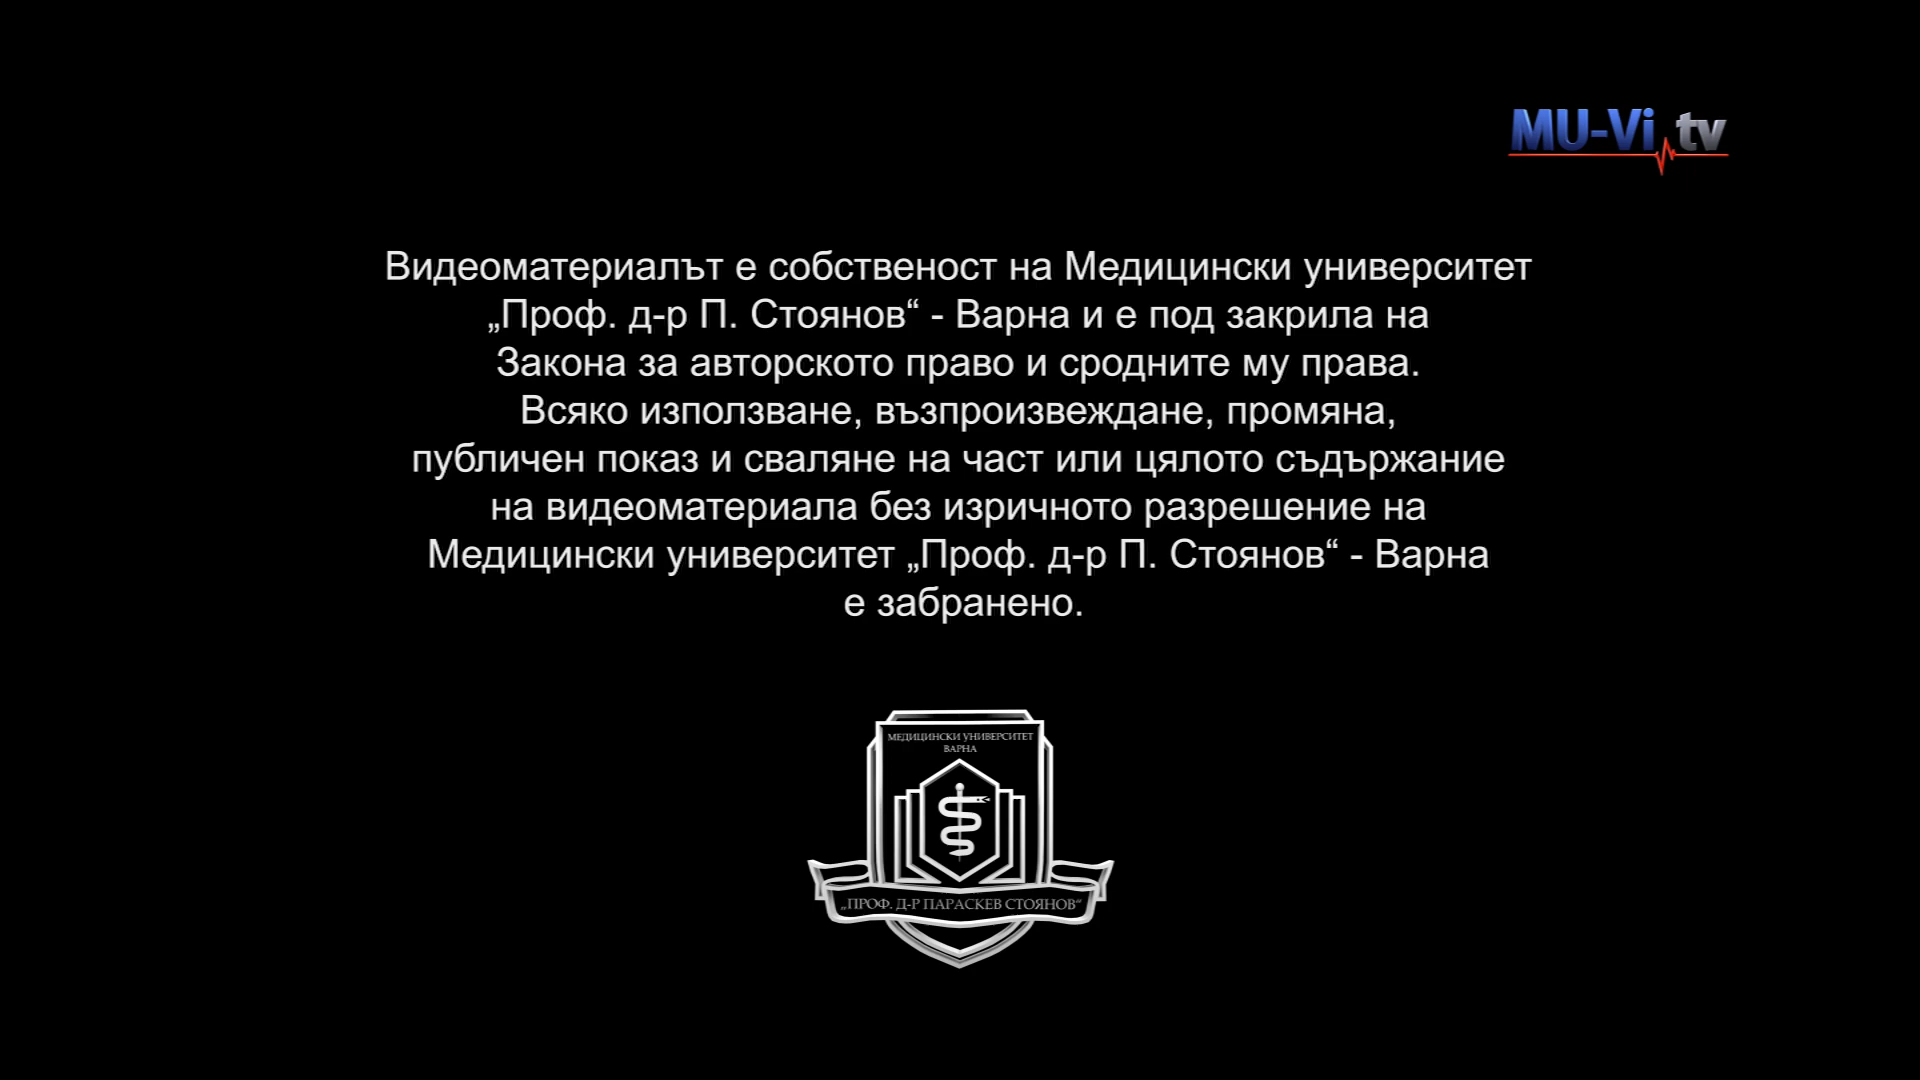 MU-Vi.tv
Видеоматериалът е собственост на Медицински университет
„Проф. д-р П. Стоянов“ - Варна и е под закрила на
Закона за авторското право и сродните му права.
Всяко използване, възпроизвеждане, промяна,
публичен показ и сваляне на част или цялото съдържание
на видеоматериала без изричното разрешение на
Медицински университет „Проф. д-р П. Стоянов“ - Варна
е забранено.
МЕДИЦИНСКИ УНИВЕРСИТЕТ
ВАРНА
„ПРОФ. Д-Р ПАРАСКЕВ СТОЯНОВ“